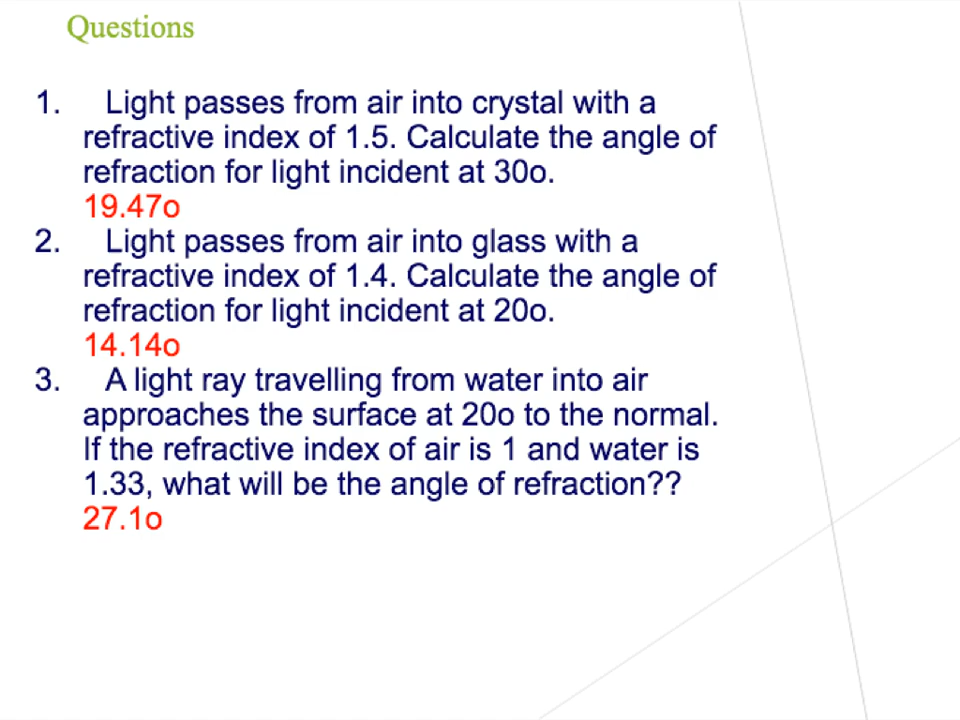 Questions
1. Light passes from air into crystal with a
refractive index of 1.5. Calculate the angle of
refraction for light incident at 30o.
19.47o
2. Light passes from air into glass with a
refractive index of 1.4. Calculate the angle of
refraction for light incident at 20o.
14.14o
3. A light ray travelling from water into air
approaches the surface at 20o to the normal.
If the refractive index of air is 1 and water is
1.33, what will be the angle of refraction??
27.1o